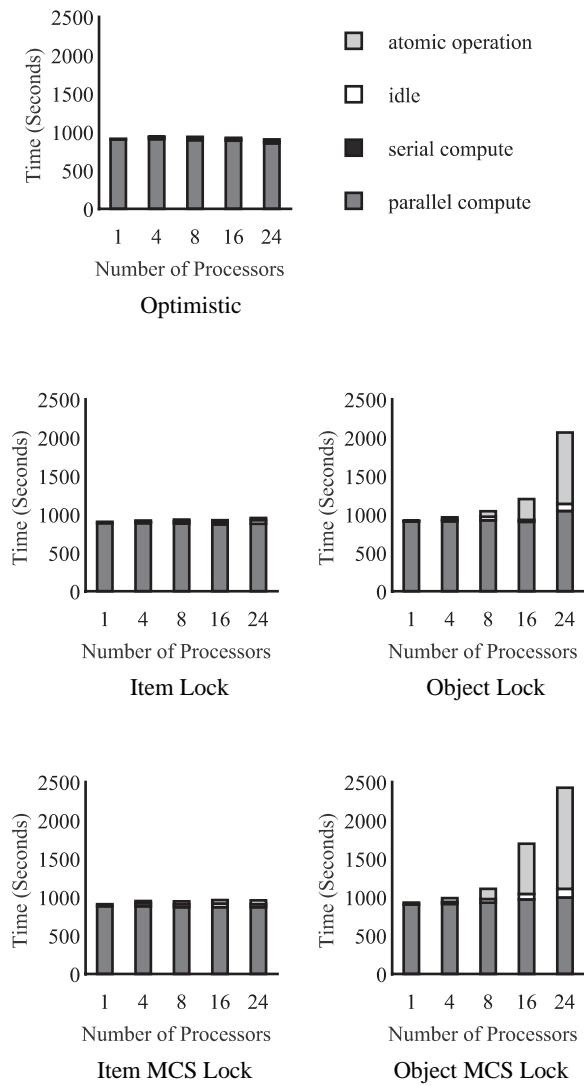 2500
2000
1500
1000
500
0
Time (Seconds)
1 4 8 16 24
Number of Processors
Optimistic
atomic operation
idle
serial compute
parallel compute
2500
2000
1500
1000
500
0
Time (Seconds)
1 4 8 16 24
Number of Processors
Item Lock
2500
2000
1500
1000
500
0
Time (Seconds)
1 4 8 16 24
Number of Processors
Object Lock
2500
2000
1500
1000
500
0
Time (Seconds)
1 4 8 16 24
Number of Processors
Item MCS Lock
2500
2000
1500
1000
500
0
Time (Seconds)
1 4 8 16 24
Number of Processors
Object MCS Lock